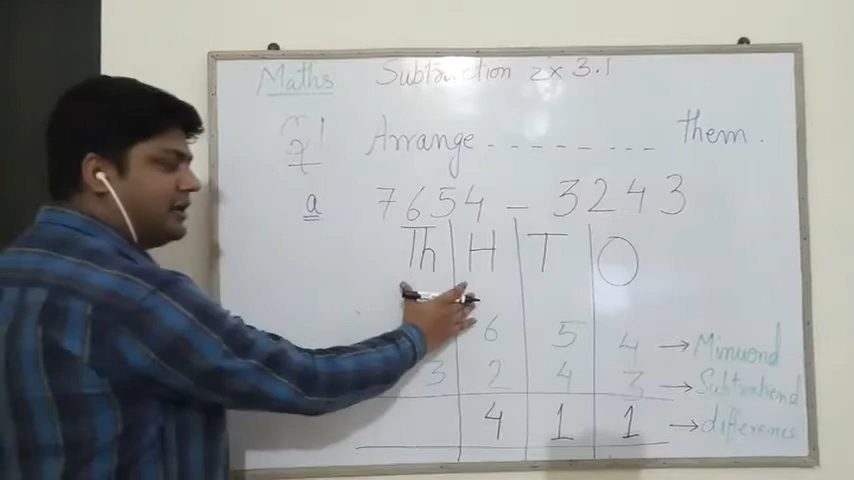 Maths Subtraction Ex 3.1
Q1 Arrange - - - - - - - - - them.
a 7654 - 3243
Th H T O
6 5 4 → Minuend
3 2 4 3 → Subtrahend
4 1 1 → difference